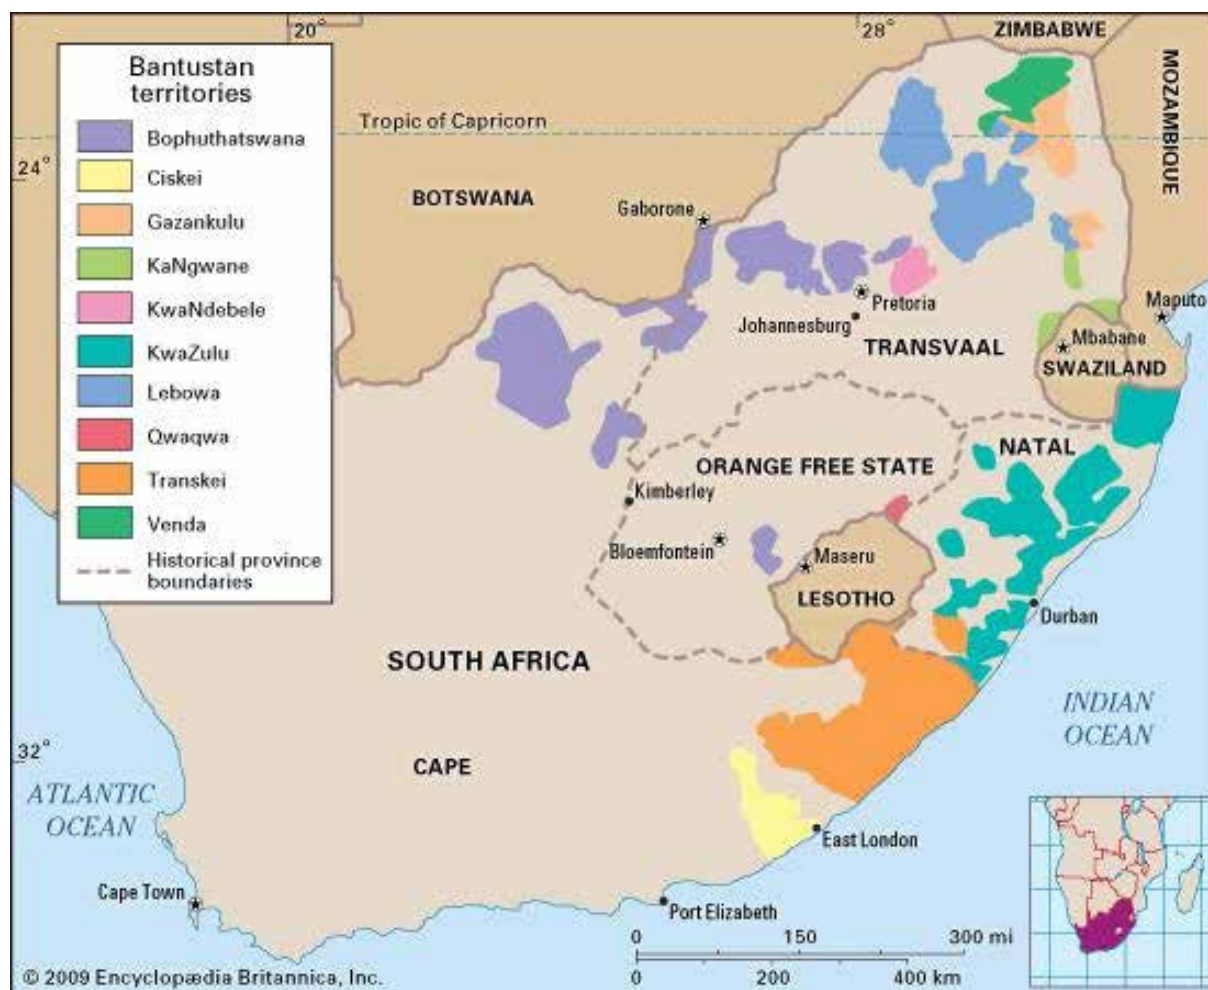 20°
28°
ZIMBABWE
MOZAMBIQUE
Bantustan
territories
Bophuthatswana
Ciskei
Gazankulu
KaNgwane
KwaNdebele
KwaZulu
Lebowa
Qwaqwa
Transkei
Venda
Historical province
boundaries
Tropic of Capricorn
24°
BOTSWANA
Gaborone
Pretoria
Johannesburg
TRANSVAAL
Maputo
Mbabane
SWAZILAND
NATAL
ORANGE FREE STATE
Kimberley
Bloemfontein
Maseru
LESOTHO
Durban
SOUTH AFRICA
INDIAN
OCEAN
32°
CAPE
ATLANTIC
OCEAN
East London
Cape Town
Port Elizabeth
0 150 300 mi
0 200 400 km
© 2009 Encyclopædia Britannica, Inc.